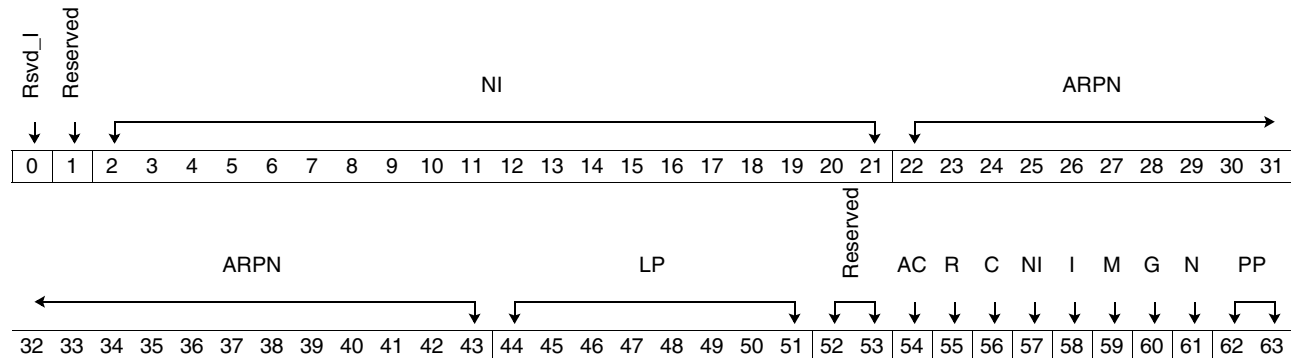 Rsvd_I Reserved NI ARPN
0 1 2 3 4 5 6 7 8 9 10 11 12 13 14 15 16 17 18 19 20 21 22 23 24 25 26 27 28 29 30 31
ARPN LP Reserved AC R C NI I M G N PP
32 33 34 35 36 37 38 39 40 41 42 43 44 45 46 47 48 49 50 51 52 53 54 55 56 57 58 59 60 61 62 63